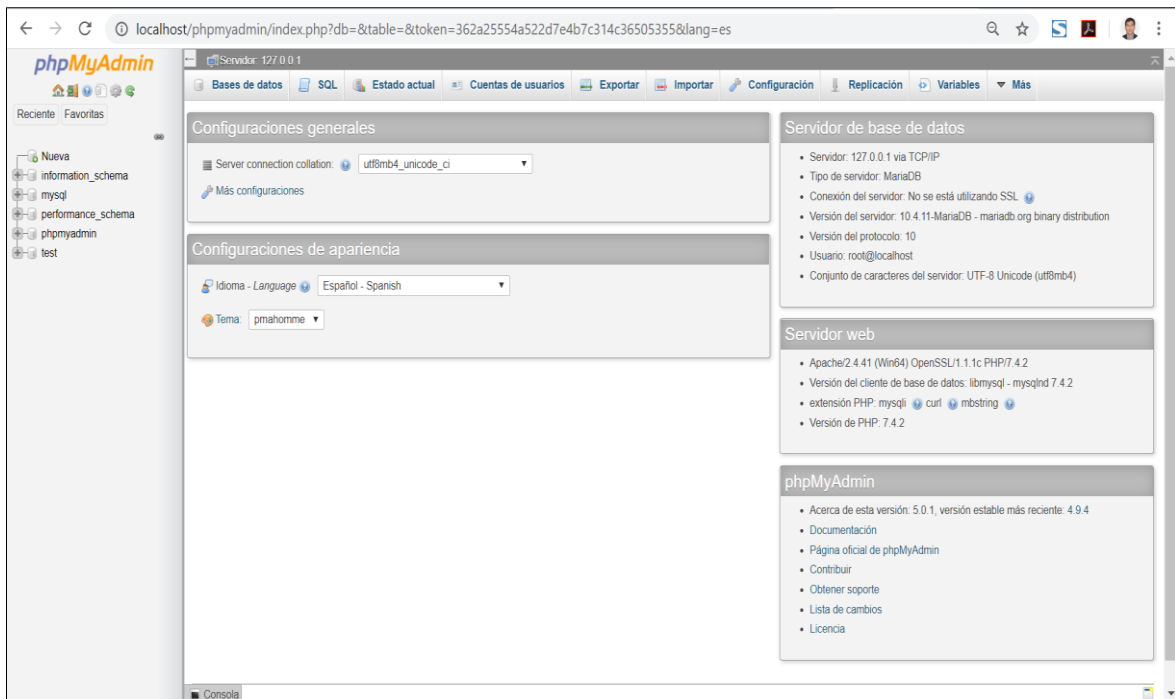 localhost/phpmyadmin/index.php?db=&table=&token=362a25554a522d7e4b7c314c36505355&lang=es
phpMyAdmin
Reciente Favoritas
Nueva
information_schema
mysql
performance_schema
phpmyadmin
test
Servidor: 127.0.0.1
Bases de datos SQL Estado actual Cuentas de usuarios Exportar Importar Configuración Replicación Variables Más
Configuraciones generales
Server connection collation: utf8mb4_unicode_ci
Más configuraciones
Configuraciones de apariencia
Idioma - Language Español - Spanish
Tema: pmahomme
Servidor de base de datos
• Servidor: 127.0.0.1 via TCP/IP
• Tipo de servidor: MariaDB
• Conexión del servidor: No se está utilizando SSL
• Versión del servidor: 10.4.11-MariaDB - mariadb.org binary distribution
• Versión del protocolo: 10
• Usuario: root@localhost
• Conjunto de caracteres del servidor: UTF-8 Unicode (utf8mb4)
Servidor web
• Apache/2.4.41 (Win64) OpenSSL/1.1.1c PHP/7.4.2
• Versión del cliente de base de datos: libmysql - mysqlnd 7.4.2
• extensión PHP: mysqli curl mbstring
• Versión de PHP: 7.4.2
phpMyAdmin
• Acerca de esta versión: 5.0.1, versión estable más reciente: 4.9.4
• Documentación
• Página oficial de phpMyAdmin
• Contribuir
• Obtener soporte
• Lista de cambios
• Licencia
Consola